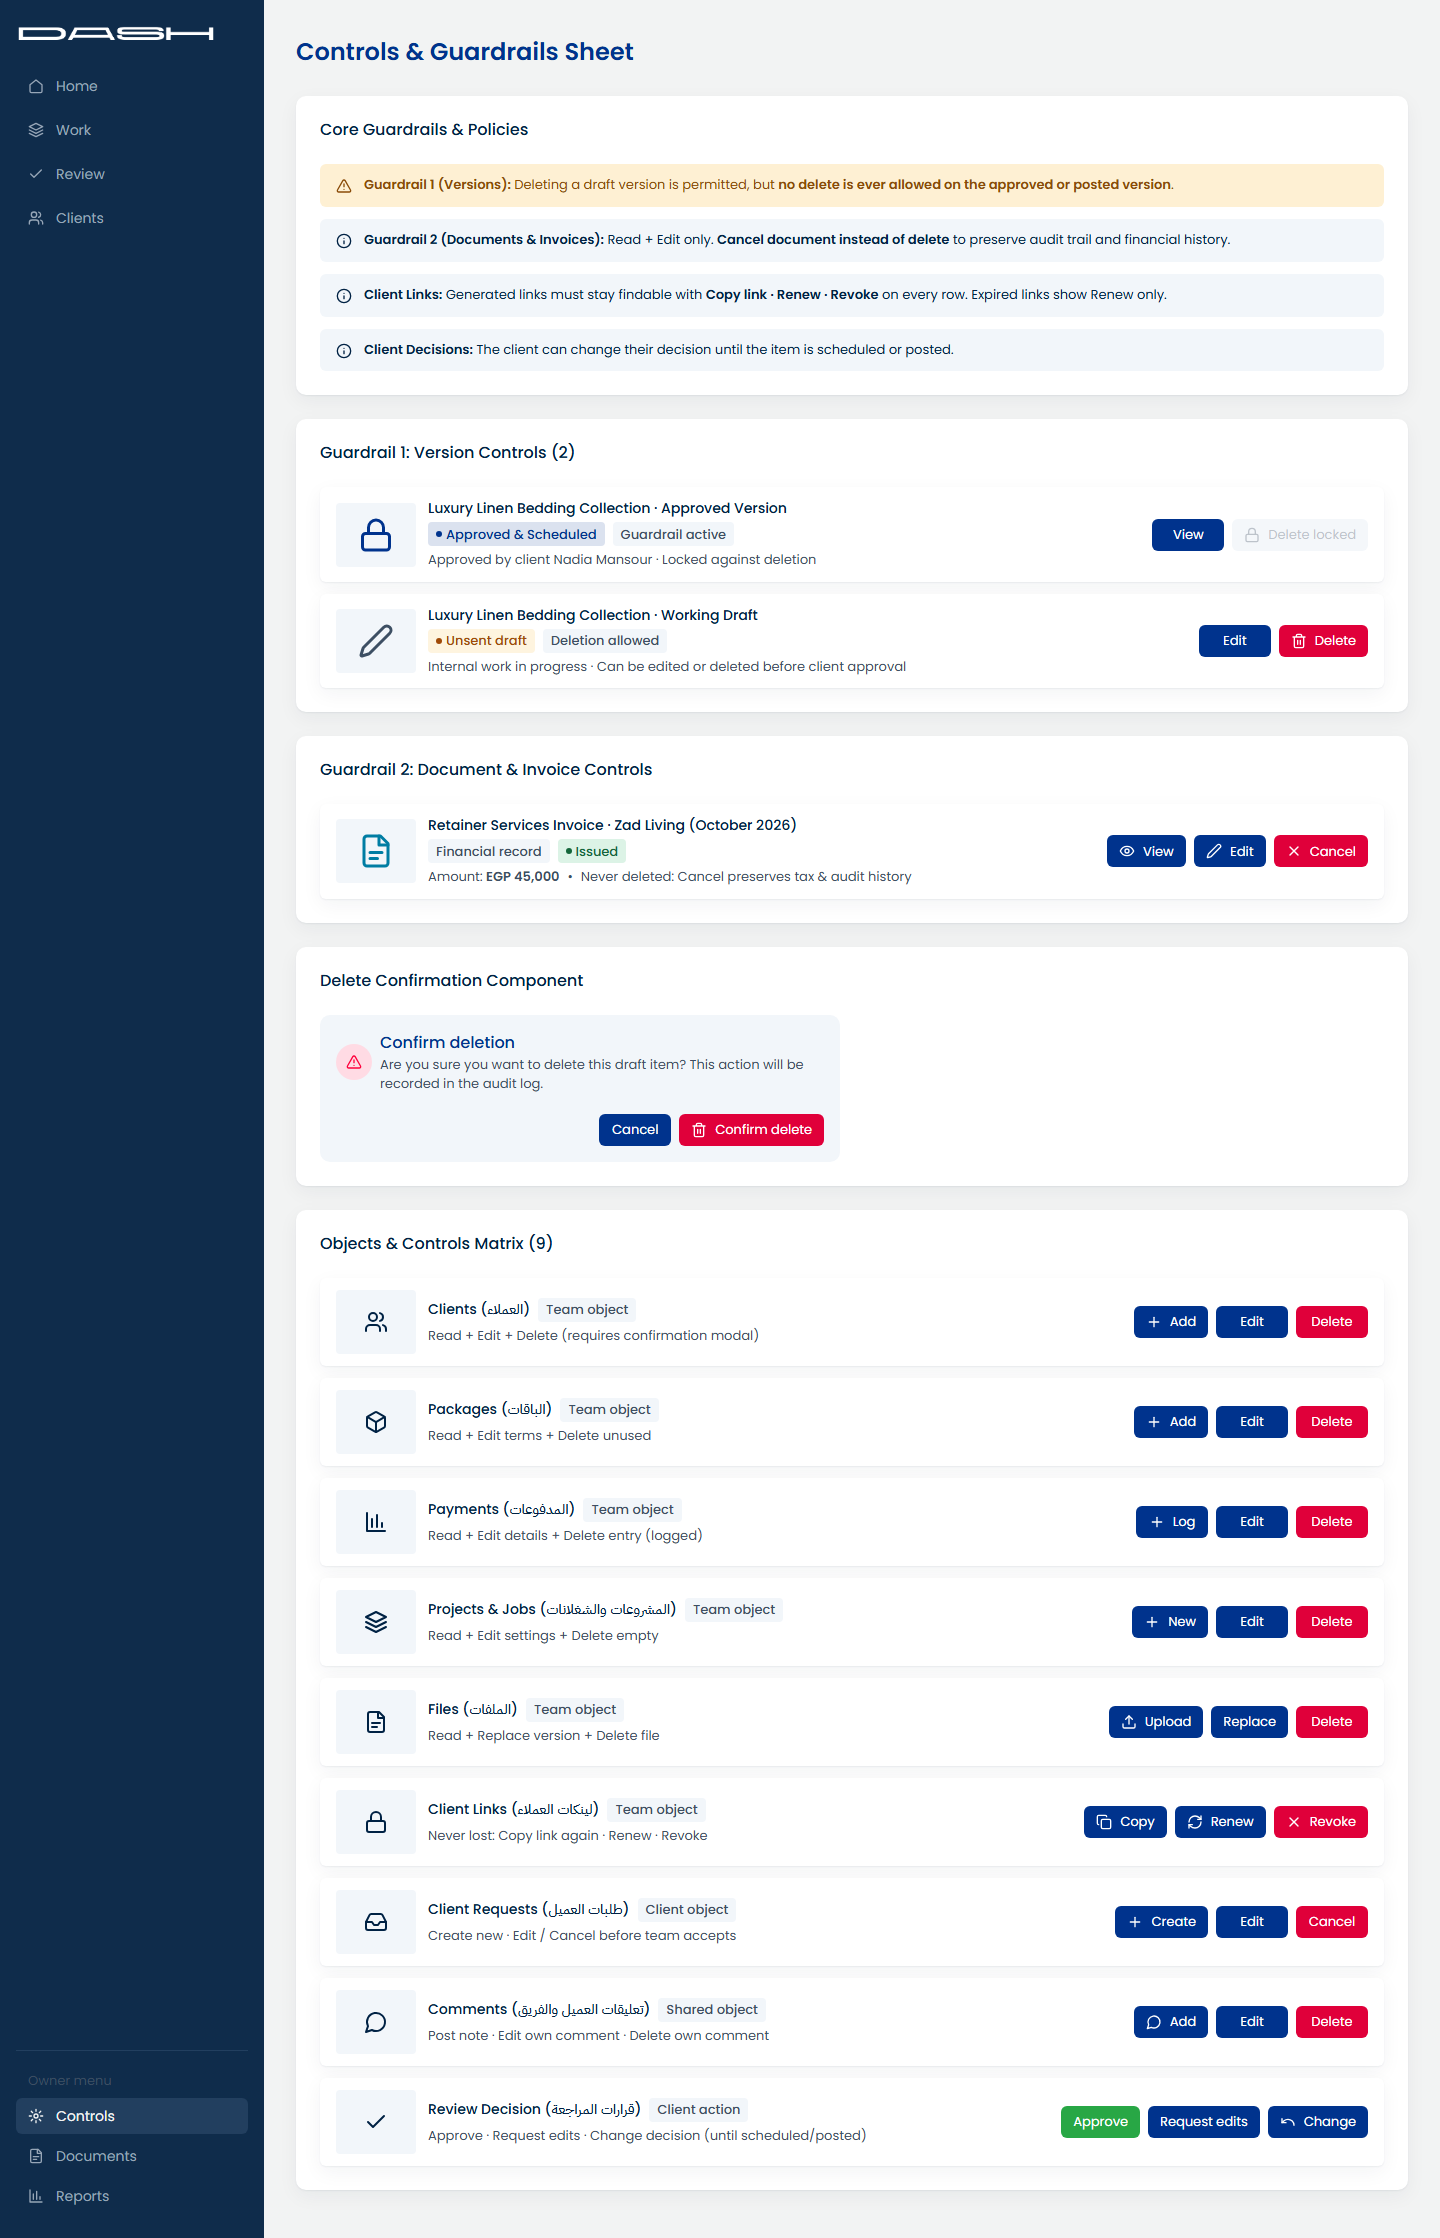 DASH
Home
Work
Review
Clients
Controls & Guardrails Sheet
Core Guardrails & Policies
Guardrail 1 (Versions): Deleting a draft version is permitted, but no delete is ever allowed on the approved or posted version.
Guardrail 2 (Documents & Invoices): Read + Edit only. Cancel document instead of delete to preserve audit trail and financial history.
Client Links: Generated links must stay findable with Copy link · Renew · Revoke on every row. Expired links show Renew only.
Client Decisions: The client can change their decision until the item is scheduled or posted.
Guardrail 1: Version Controls (2)
Luxury Linen Bedding Collection · Approved Version
Approved & Scheduled Guardrail active
Approved by client Nadia Mansour · Locked against deletion
View Delete locked
Luxury Linen Bedding Collection · Working Draft
Unsent draft Deletion allowed
Internal work in progress · Can be edited or deleted before client approval
Edit Delete
Guardrail 2: Document & Invoice Controls
Retainer Services Invoice · Zad Living (October 2026)
Financial record Issued
Amount: EGP 45,000 • Never deleted: Cancel preserves tax & audit history
View Edit Cancel
Delete Confirmation Component
Confirm deletion
Are you sure you want to delete this draft item? This action will be
recorded in the audit log.
Cancel Confirm delete
Objects & Controls Matrix (9)
Clients (العملاء) Team object
Read + Edit + Delete (requires confirmation modal)
Add Edit Delete
Packages (الباقات) Team object
Read + Edit terms + Delete unused
Add Edit Delete
Payments (المدفوعات) Team object
Read + Edit details + Delete entry (logged)
Log Edit Delete
Projects & Jobs (المشروعات والشغلانات) Team object
Read + Edit settings + Delete empty
New Edit Delete
Files (الملفات) Team object
Read + Replace version + Delete file
Upload Replace Delete
Client Links (لينكات العملاء) Team object
Never lost: Copy link again · Renew · Revoke
Copy Renew Revoke
Client Requests (طلبات العميل) Client object
Create new · Edit / Cancel before team accepts
Create Edit Cancel
Comments (تعليقات العميل والفريق) Shared object
Post note · Edit own comment · Delete own comment
Add Edit Delete
Review Decision (قرارات المراجعة) Client action
Approve · Request edits · Change decision (until scheduled/posted)
Approve Request edits Change
Owner menu
Controls
Documents
Reports